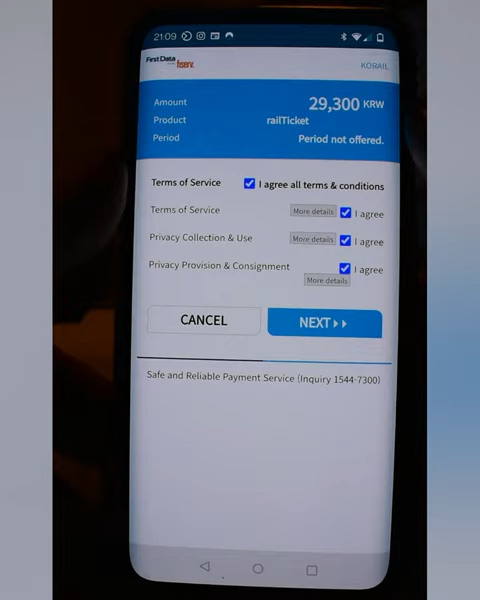 21:09
First Data
fiserv.
KORAIL
Amount 29,300 KRW
Product railTicket
Period Period not offered.
Terms of Service I agree all terms & conditions
Terms of Service More details I agree
Privacy Collection & Use More details I agree
Privacy Provision & Consignment I agree
More details
CANCEL NEXT
Safe and Reliable Payment Service (Inquiry 1544-7300)